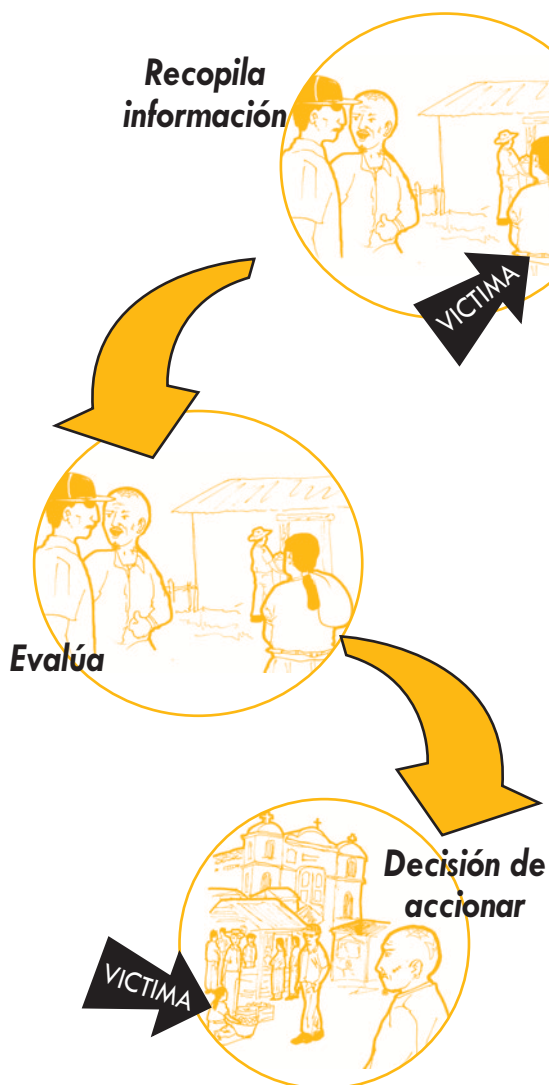 Recopila
información
VICTIMA
Evalúa
Decisión de
accionar
VICTIMA